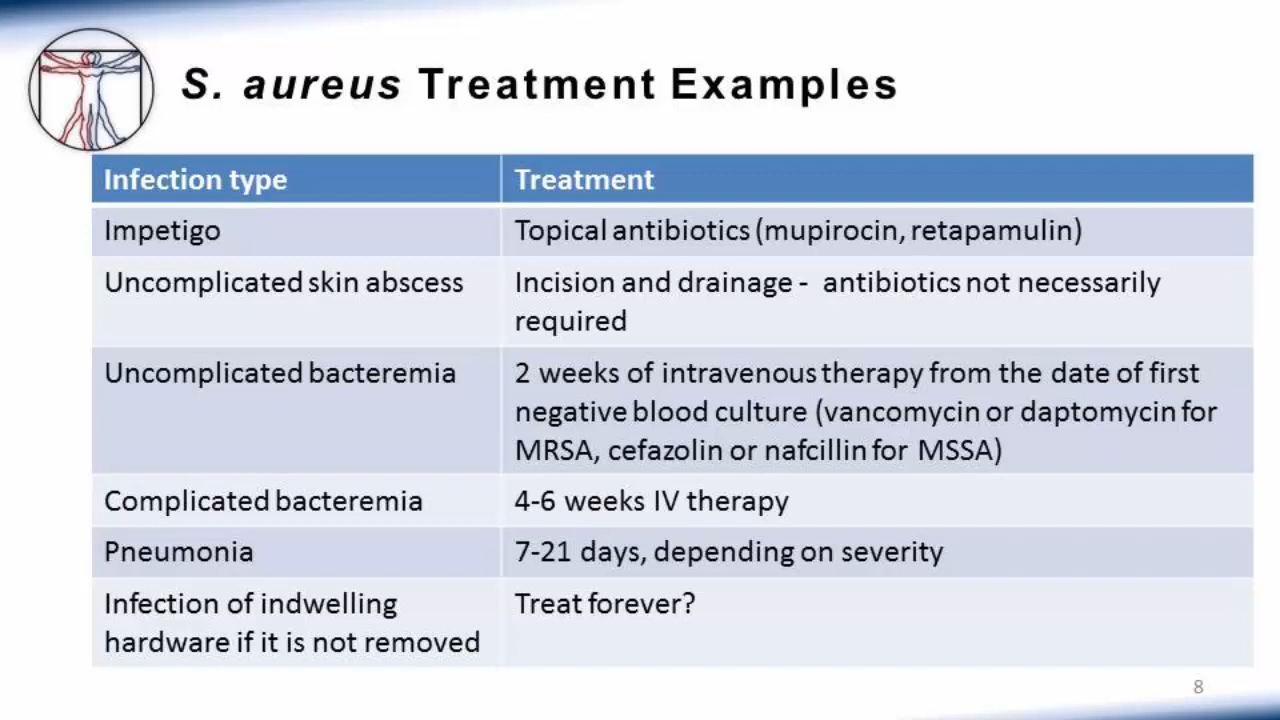 S. aureus Treatment Examples
Infection type
Treatment
Impetigo
Topical antibiotics (mupirocin, retapamulin)
Uncomplicated skin abscess
Incision and drainage - antibiotics not necessarily
required
Uncomplicated bacteremia
2 weeks of intravenous therapy from the date of first
negative blood culture (vancomycin or daptomycin for
MRSA, cefazolin or nafcillin for MSSA)
Complicated bacteremia
4-6 weeks IV therapy
Pneumonia
7-21 days, depending on severity
Infection of indwelling
hardware if it is not removed
Treat forever?
8